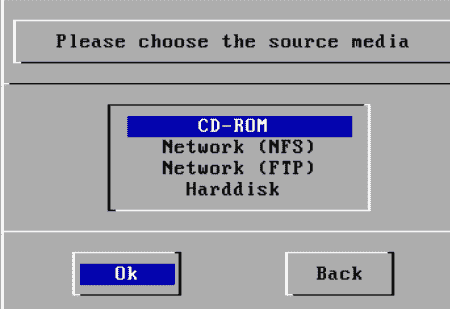 Please choose the source media
CD-ROM
Network (NFS)
Network (FTP)
Harddisk
Ok
Back